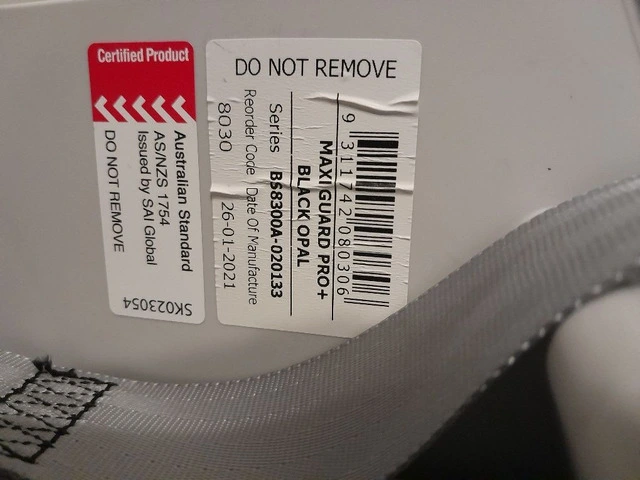 Certified Product
Australian Standard
AS/NZS 1754
Issued by SAI Global
DO NOT REMOVE
SK023054
DO NOT REMOVE
9 311742 080306
MAXI GUARD PRO+
BLACK OPAL
Series BS8300A-020133
Reorder Code Date Of Manufacture
8030 26-01-2021